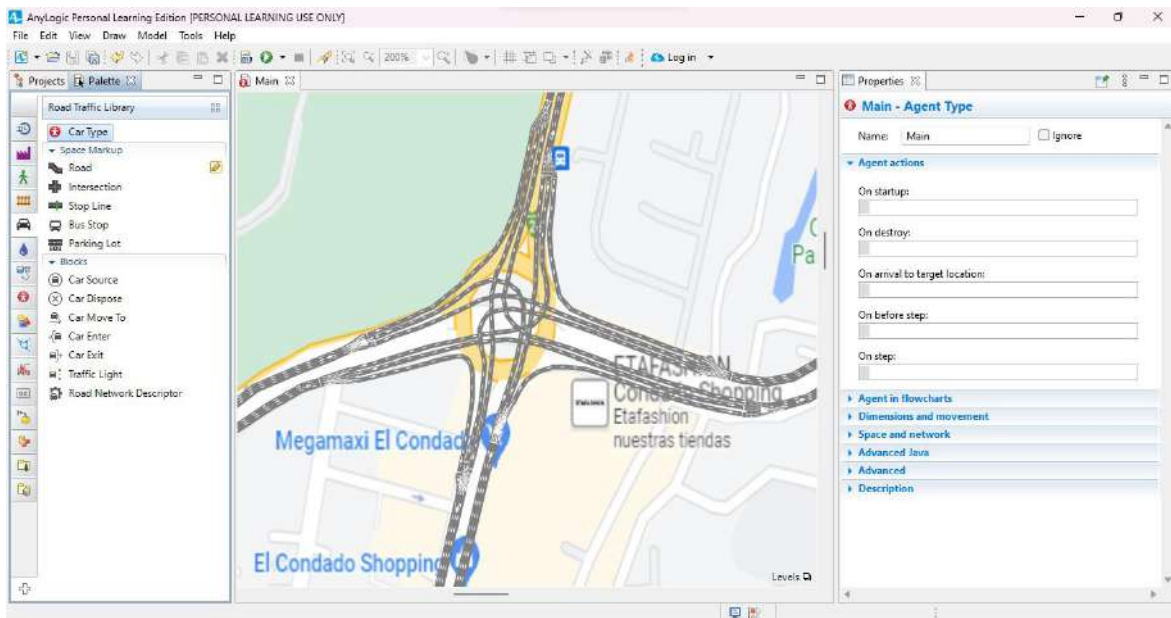 AnyLogic Personal Learning Edition [PERSONAL LEARNING USE ONLY]
File Edit View Draw Model Tools Help
200%
Log in
Projects Palette
Main
Properties
Road Traffic Library
Car Type
Space Markup
Road
Intersection
Stop Line
Bus Stop
Parking Lot
Blocks
Car Source
Car Dispose
Car Move To
Car Enter
Car Exit
Traffic Light
Road Network Descriptor
Pa
ETAFASHION
Condado Shopping
Etafashion
nuestras tiendas
Megamaxi El Condado
El Condado Shopping
Levels
Main - Agent Type
Name: Main Ignore
Agent actions
On startup:
On destroy:
On arrival to target location:
On before step:
On step:
Agent in flowcharts
Dimensions and movement
Space and network
Advanced Java
Advanced
Description